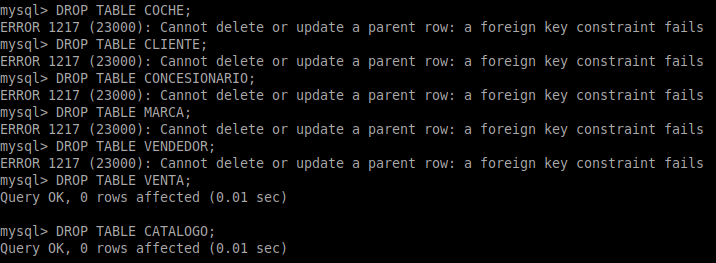 mysql> DROP TABLE COCHE;
ERROR 1217 (23000): Cannot delete or update a parent row: a foreign key constraint fails
mysql> DROP TABLE CLIENTE;
ERROR 1217 (23000): Cannot delete or update a parent row: a foreign key constraint fails
mysql> DROP TABLE CONCESIONARIO;
ERROR 1217 (23000): Cannot delete or update a parent row: a foreign key constraint fails
mysql> DROP TABLE MARCA;
ERROR 1217 (23000): Cannot delete or update a parent row: a foreign key constraint fails
mysql> DROP TABLE VENDEDOR;
ERROR 1217 (23000): Cannot delete or update a parent row: a foreign key constraint fails
mysql> DROP TABLE VENTA;
Query OK, 0 rows affected (0.01 sec)
mysql> DROP TABLE CATALOGO;
Query OK, 0 rows affected (0.01 sec)